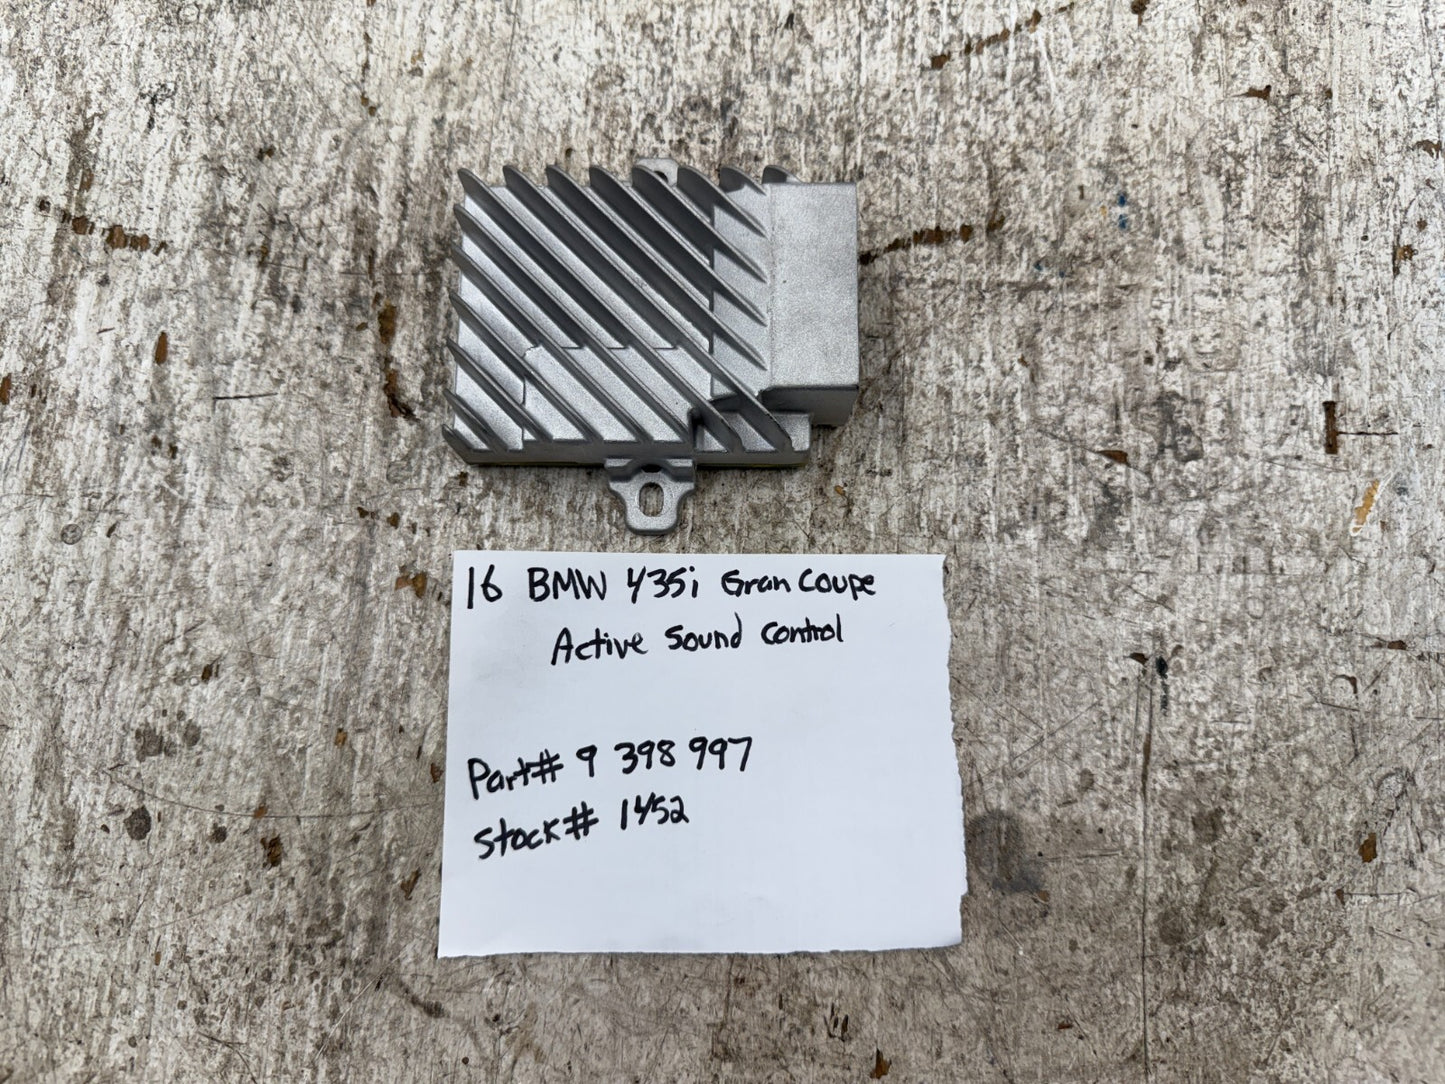 16 BMW 435i Gran Coupe
Active Sound Control
Part# 9 398 997
Stock# 1452